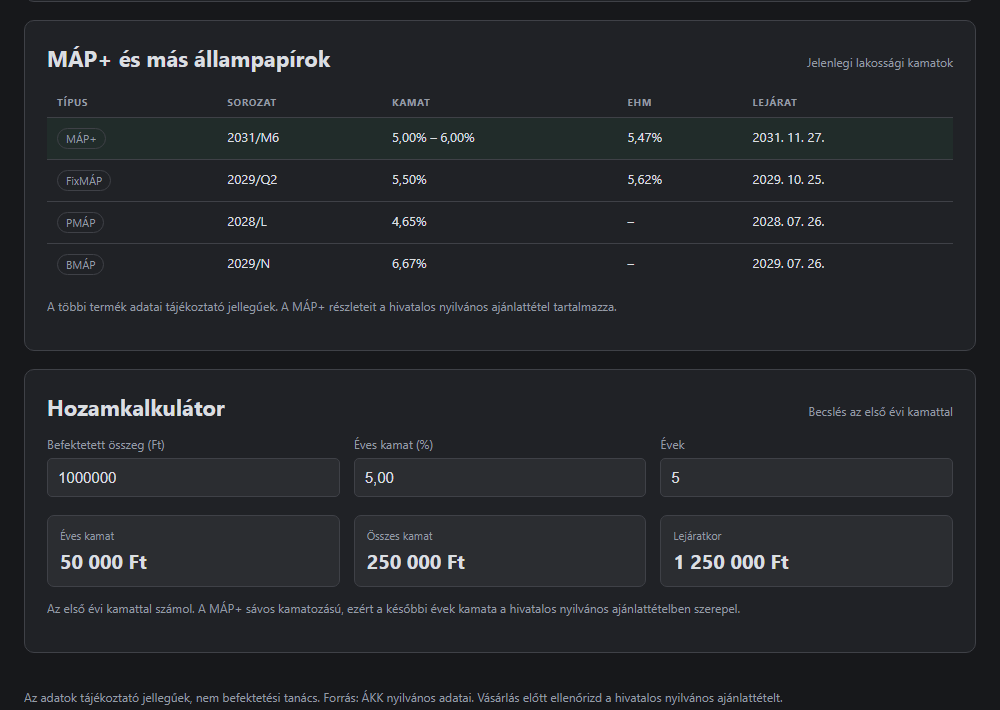 MÁP+ és más állampapírok
Jelenlegi lakossági kamatok
TÍPUS SOROZAT KAMAT EHM LEJÁRAT
MÁP+ 2031/M6 5,00% – 6,00% 5,47% 2031. 11. 27.
FixMÁP 2029/Q2 5,50% 5,62% 2029. 10. 25.
PMÁP 2028/L 4,65% – 2028. 07. 26.
BMÁP 2029/N 6,67% – 2029. 07. 26.
A többi termék adatai tájékoztató jellegűek. A MÁP+ részleteit a hivatalos nyilvános ajánlattétel tartalmazza.
Hozamkalkulátor
Becslés az első évi kamattal
Befektetett összeg (Ft) Éves kamat (%) Évek
1000000 5,00 5
Éves kamat Összes kamat Lejáratkor
50 000 Ft 250 000 Ft 1 250 000 Ft
Az első évi kamattal számol. A MÁP+ sávos kamatozású, ezért a későbbi évek kamata a hivatalos nyilvános ajánlattételben szerepel.
Az adatok tájékoztató jellegűek, nem befektetési tanács. Forrás: ÁKK nyilvános adatai. Vásárlás előtt ellenőrizd a hivatalos nyilvános ajánlattételt.